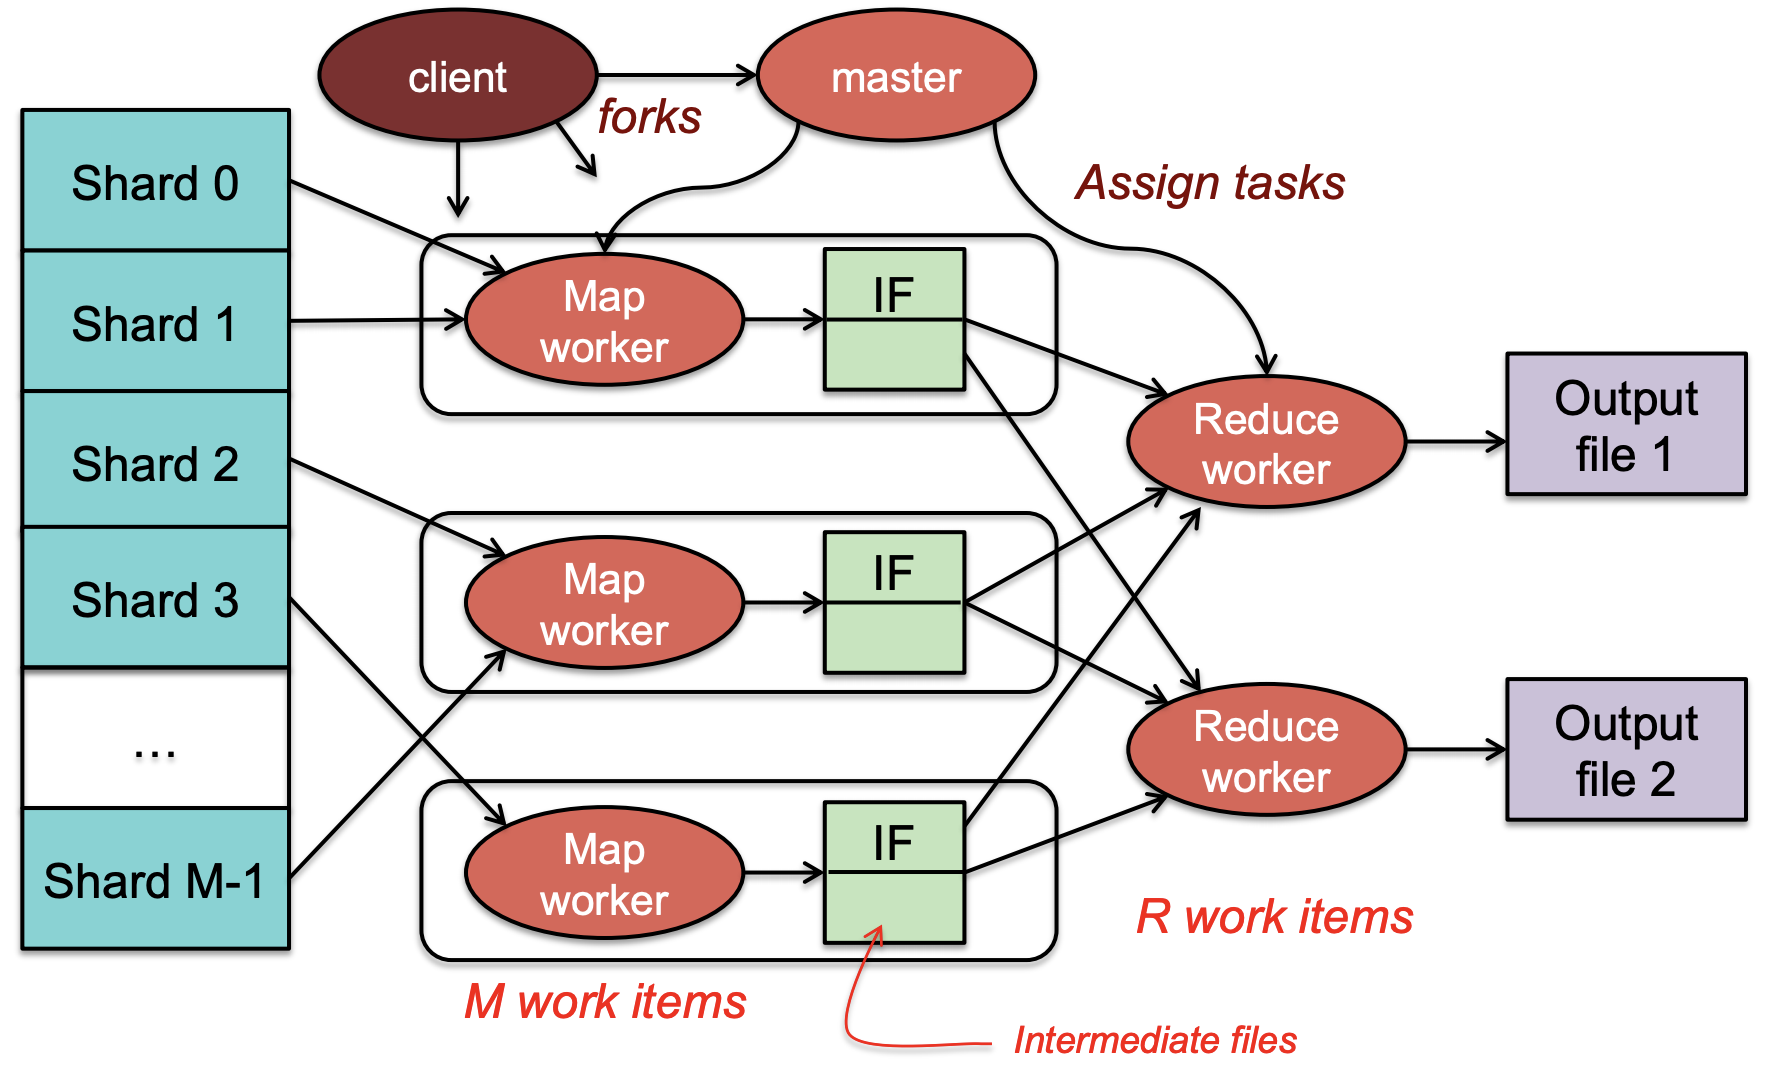 client
master
forks
Assign tasks
Shard 0
Shard 1
Shard 2
Shard 3
...
Shard M-1
Map
worker
IF
Map
worker
IF
Map
worker
IF
Reduce
worker
Reduce
worker
Output
file 1
Output
file 2
M work items
R work items
Intermediate files